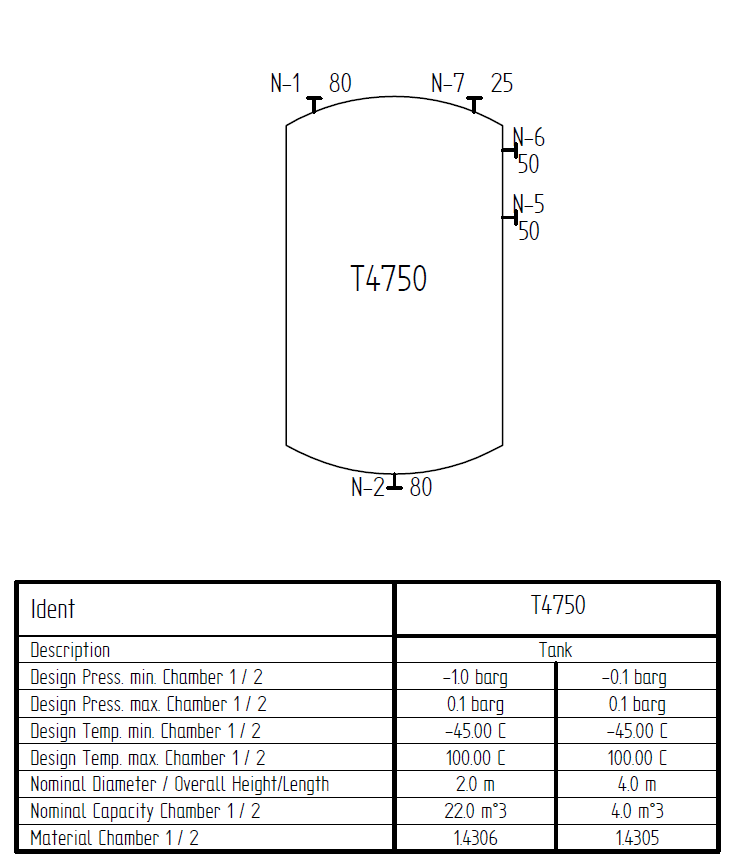 N-1 80 N-7 25
N-6
50
N-5
50
T4750
N-2 80
Ident T4750
Description Tank
Design Press. min. Chamber 1 / 2 -1.0 barg -0.1 barg
Design Press. max. Chamber 1 / 2 0.1 barg 0.1 barg
Design Temp. min. Chamber 1 / 2 -45.00 C -45.00 C
Design Temp. max. Chamber 1 / 2 100.00 C 100.00 C
Nominal Diameter / Overall Height/Length 2.0 m 4.0 m
Nominal Capacity Chamber 1 / 2 22.0 m°3 4.0 m°3
Material Chamber 1 / 2 1.4306 1.4305